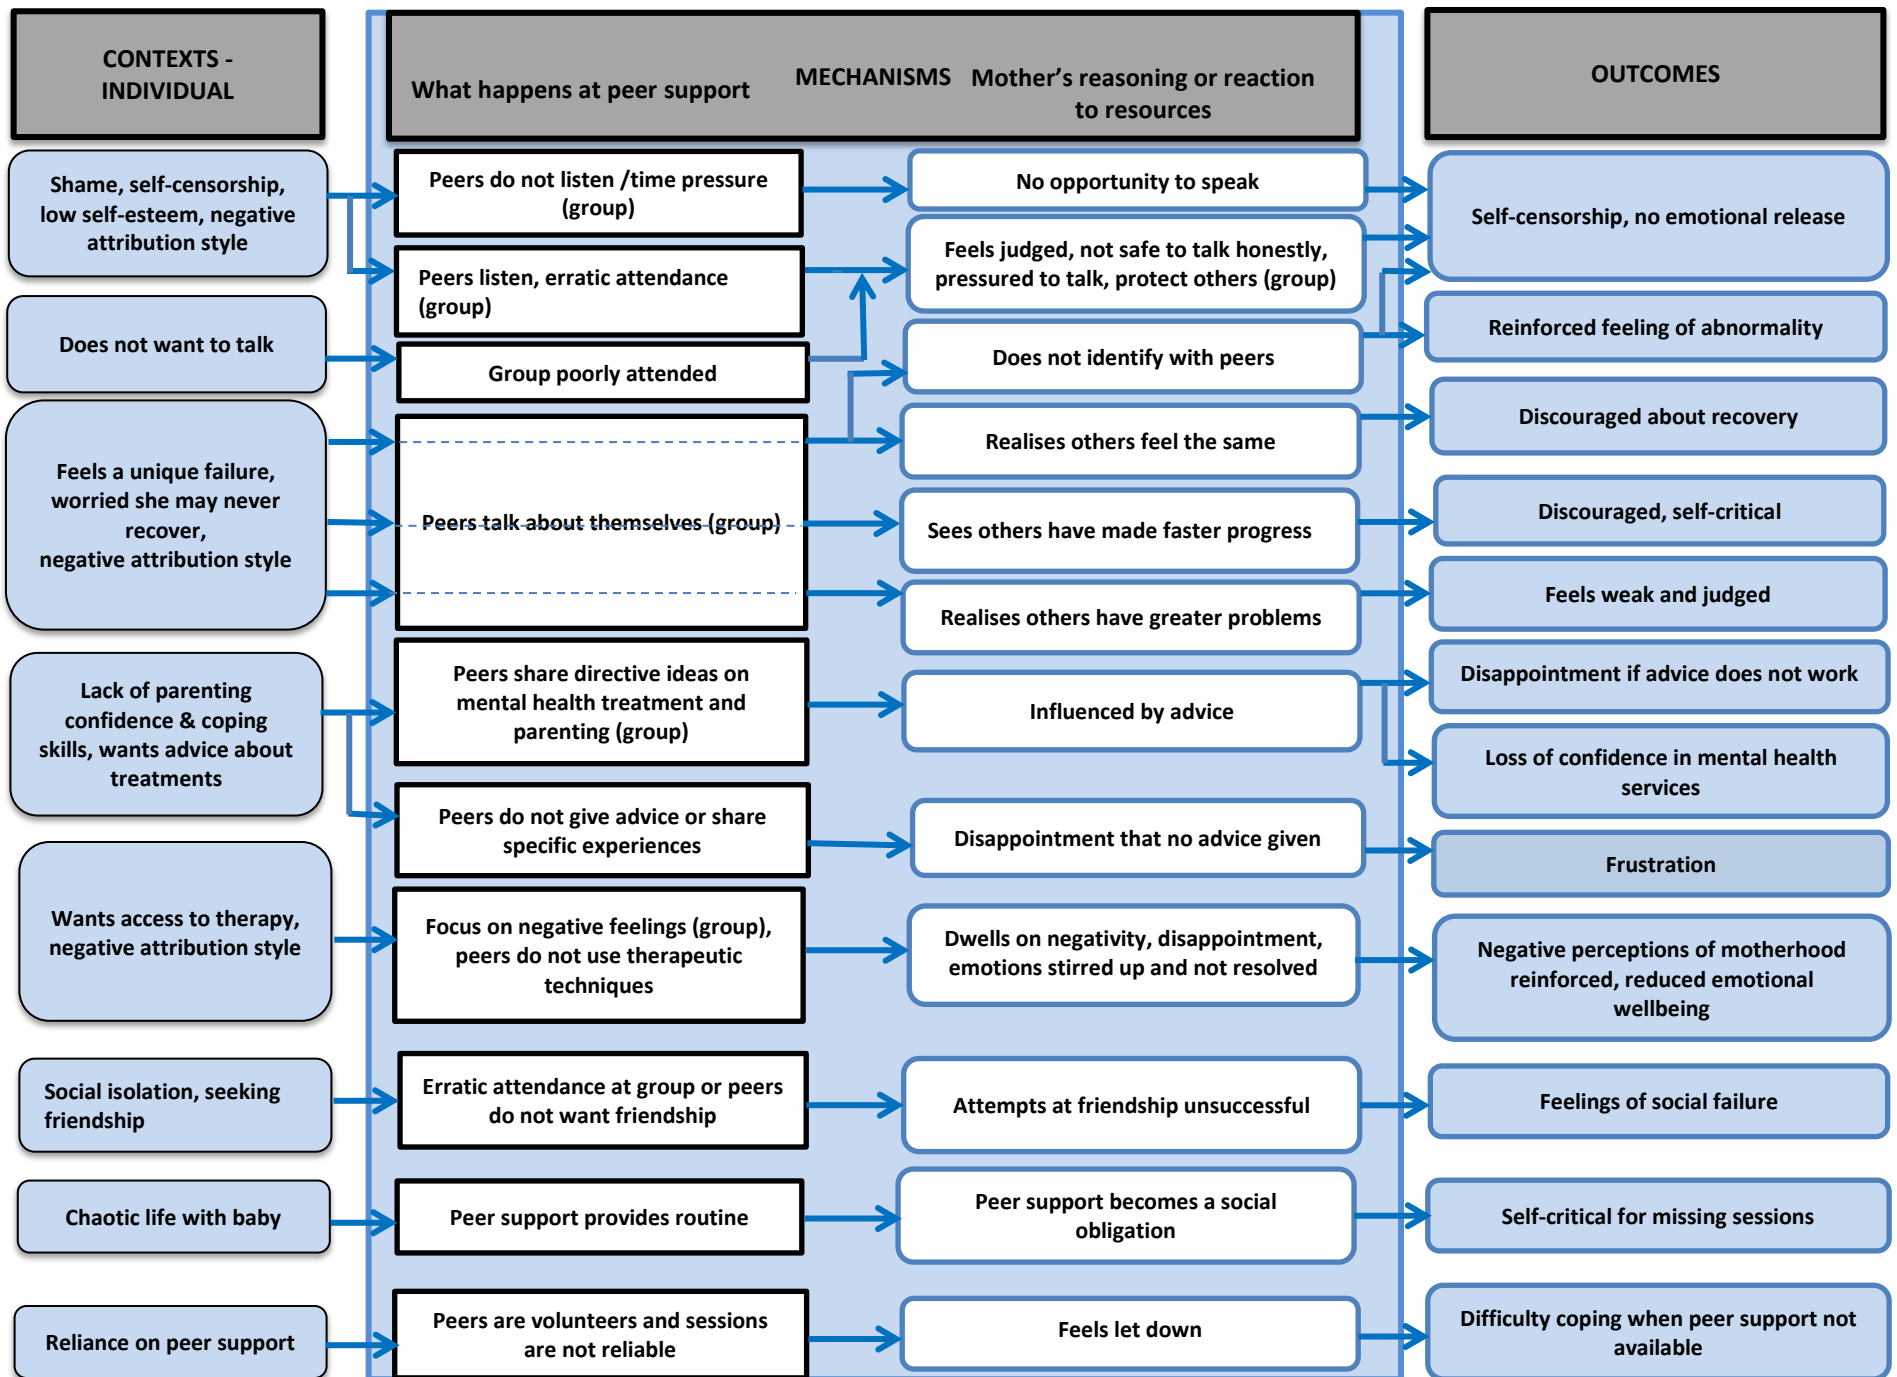 CONTEXTS -
INDIVIDUAL
What happens at peer support
MECHANISMS
Mother's reasoning or reaction
to resources
OUTCOMES
Shame, self-censorship,
low self-esteem, negative
attribution style
Peers do not listen /time pressure
(group)
No opportunity to speak
Self-censorship, no emotional release
Peers listen, erratic attendance
(group)
Feels judged, not safe to talk honestly,
pressured to talk, protect others (group)
Does not want to talk
Group poorly attended
Does not identify with peers
Reinforced feeling of abnormality
Feels a unique failure,
worried she may never
recover,
negative attribution style
Peers talk about themselves (group)
Realises others feel the same
Discouraged about recovery
Sees others have made faster progress
Discouraged, self-critical
Realises others have greater problems
Feels weak and judged
Lack of parenting
confidence & coping
skills, wants advice about
treatments
Peers share directive ideas on
mental health treatment and
parenting (group)
Influenced by advice
Disappointment if advice does not work
Loss of confidence in mental health
services
Peers do not give advice or share
specific experiences
Disappointment that no advice given
Frustration
Wants access to therapy,
negative attribution style
Focus on negative feelings (group),
peers do not use therapeutic
techniques
Dwells on negativity, disappointment,
emotions stirred up and not resolved
Negative perceptions of motherhood
reinforced, reduced emotional
wellbeing
Social isolation, seeking
friendship
Erratic attendance at group or peers
do not want friendship
Attempts at friendship unsuccessful
Feelings of social failure
Chaotic life with baby
Peer support provides routine
Peer support becomes a social
obligation
Self-critical for missing sessions
Reliance on peer support
Peers are volunteers and sessions
are not reliable
Feels let down
Difficulty coping when peer support not
available